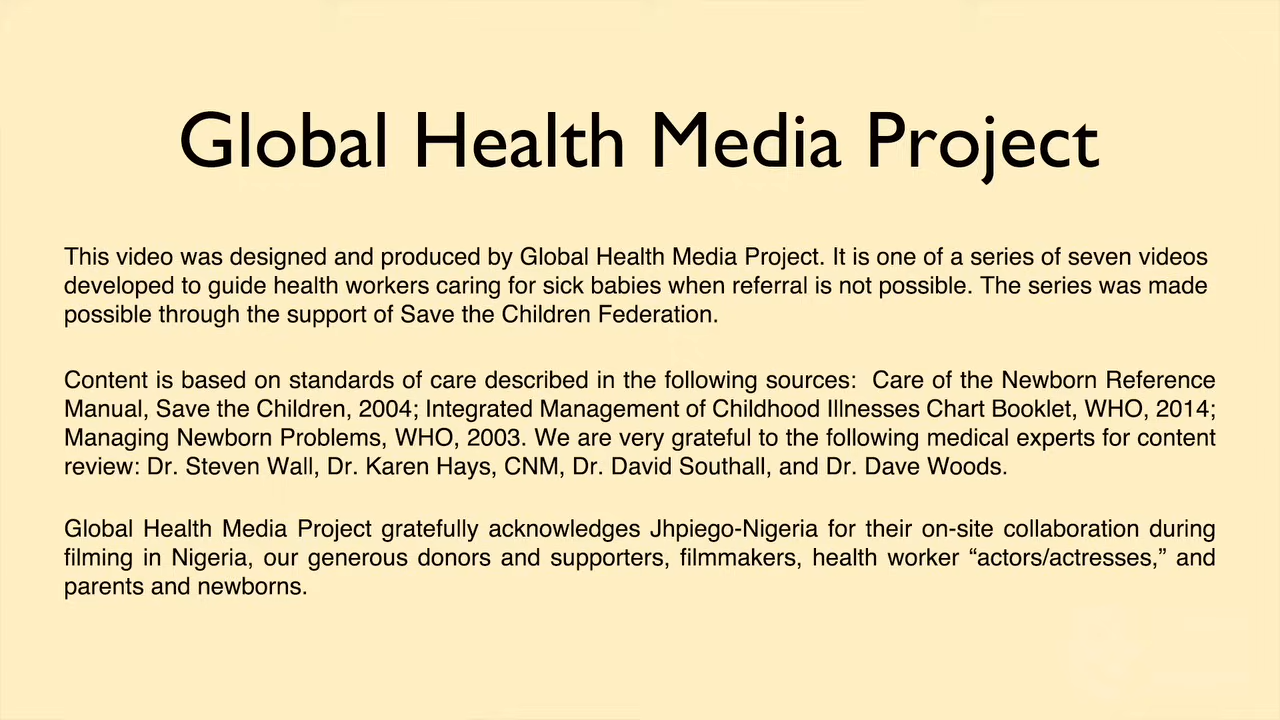 Global Health Media Project
This video was designed and produced by Global Health Media Project. It is one of a series of seven videos
developed to guide health workers caring for sick babies when referral is not possible. The series was made
possible through the support of Save the Children Federation.
Content is based on standards of care described in the following sources:  Care of the Newborn Reference
Manual, Save the Children, 2004; Integrated Management of Childhood Illnesses Chart Booklet, WHO, 2014;
Managing Newborn Problems, WHO, 2003. We are very grateful to the following medical experts for content
review: Dr. Steven Wall, Dr. Karen Hays, CNM, Dr. David Southall, and Dr. Dave Woods.
Global Health Media Project gratefully acknowledges Jhpiego-Nigeria for their on-site collaboration during
filming in Nigeria, our generous donors and supporters, filmmakers, health worker “actors/actresses,” and
parents and newborns.